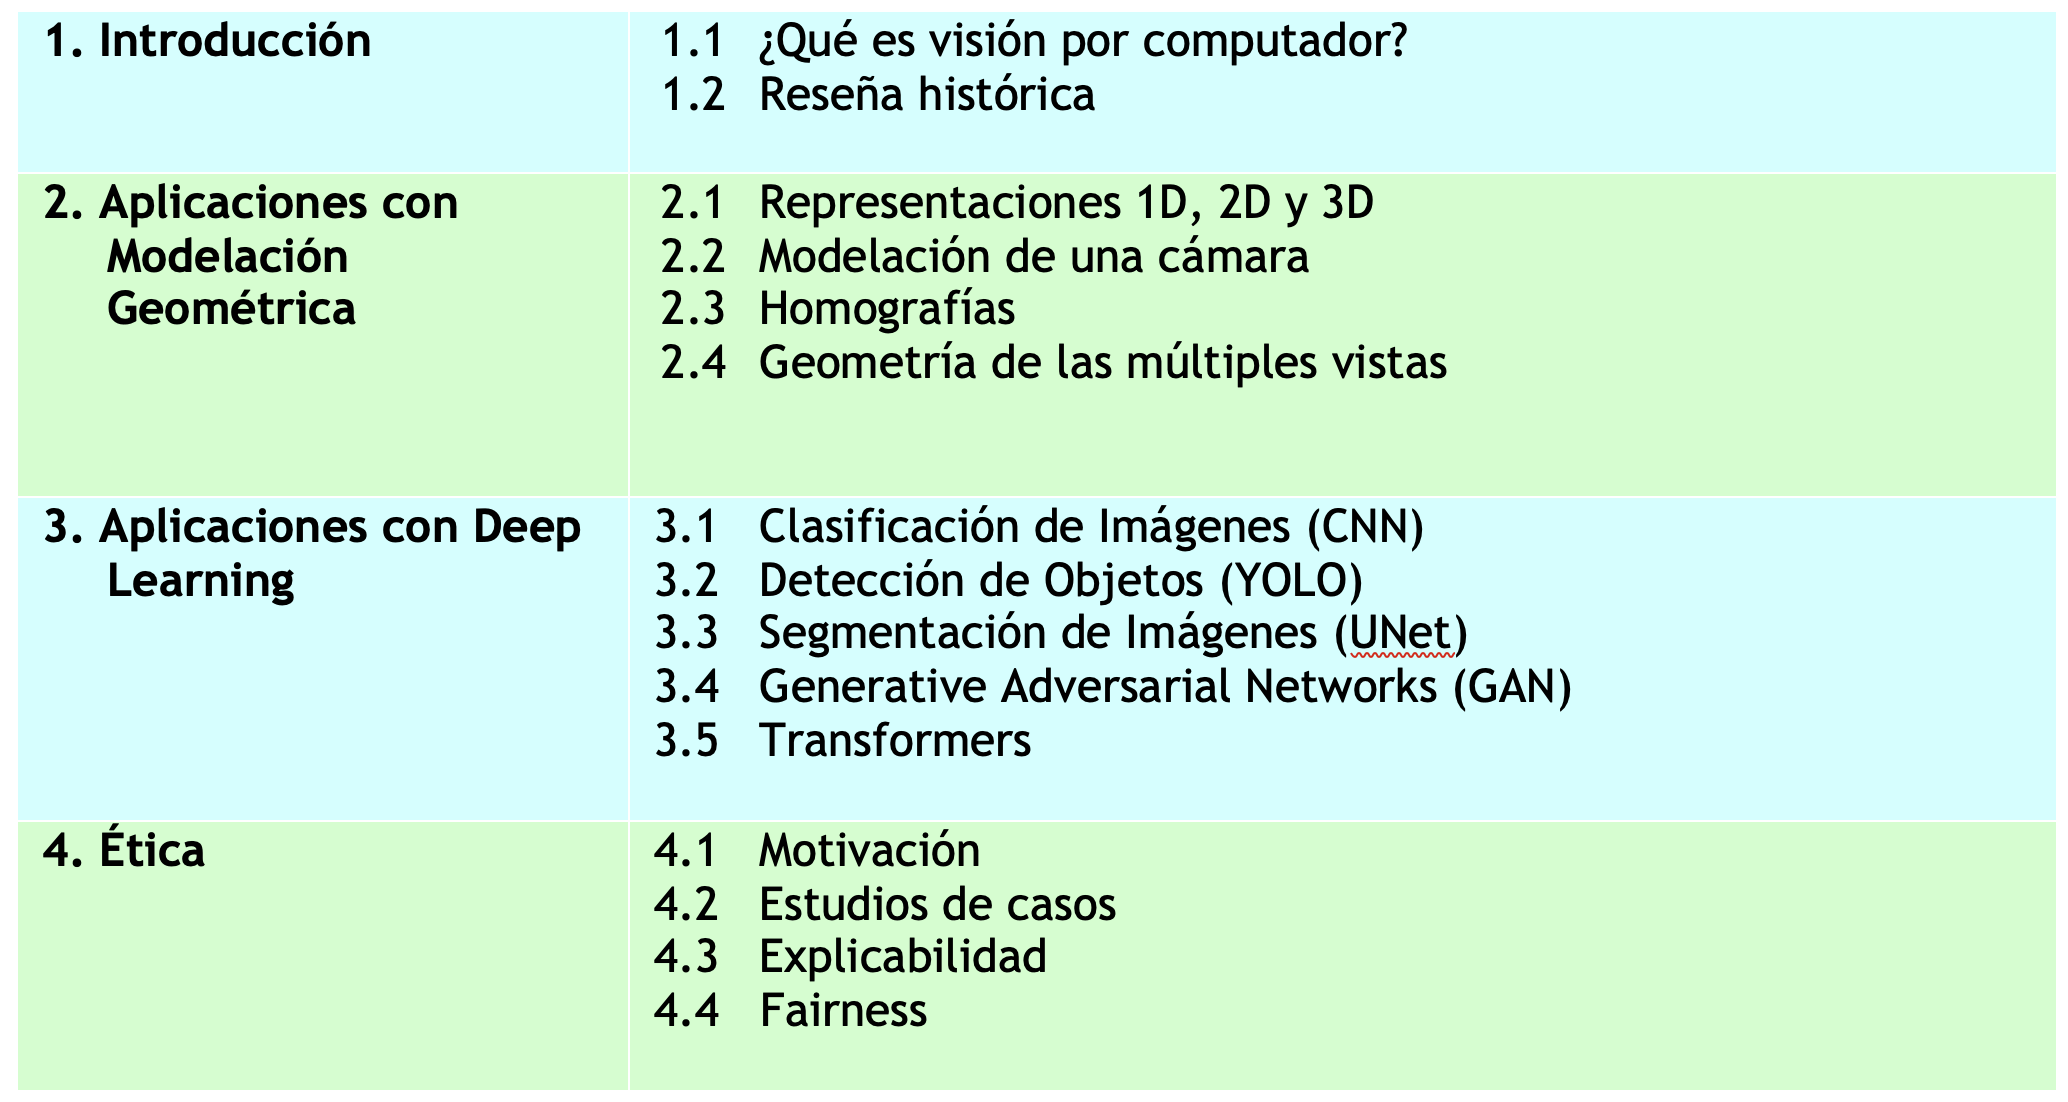 1. Introducción
1.1 ¿Qué es visión por computador?
1.2 Reseña histórica
2. Aplicaciones con
Modelación
Geométrica
2.1 Representaciones 1D, 2D y 3D
2.2 Modelación de una cámara
2.3 Homografías
2.4 Geometría de las múltiples vistas
3. Aplicaciones con Deep
Learning
3.1 Clasificación de Imágenes (CNN)
3.2 Detección de Objetos (YOLO)
3.3 Segmentación de Imágenes (UNet)
3.4 Generative Adversarial Networks (GAN)
3.5 Transformers
4. Ética
4.1 Motivación
4.2 Estudios de casos
4.3 Explicabilidad
4.4 Fairness